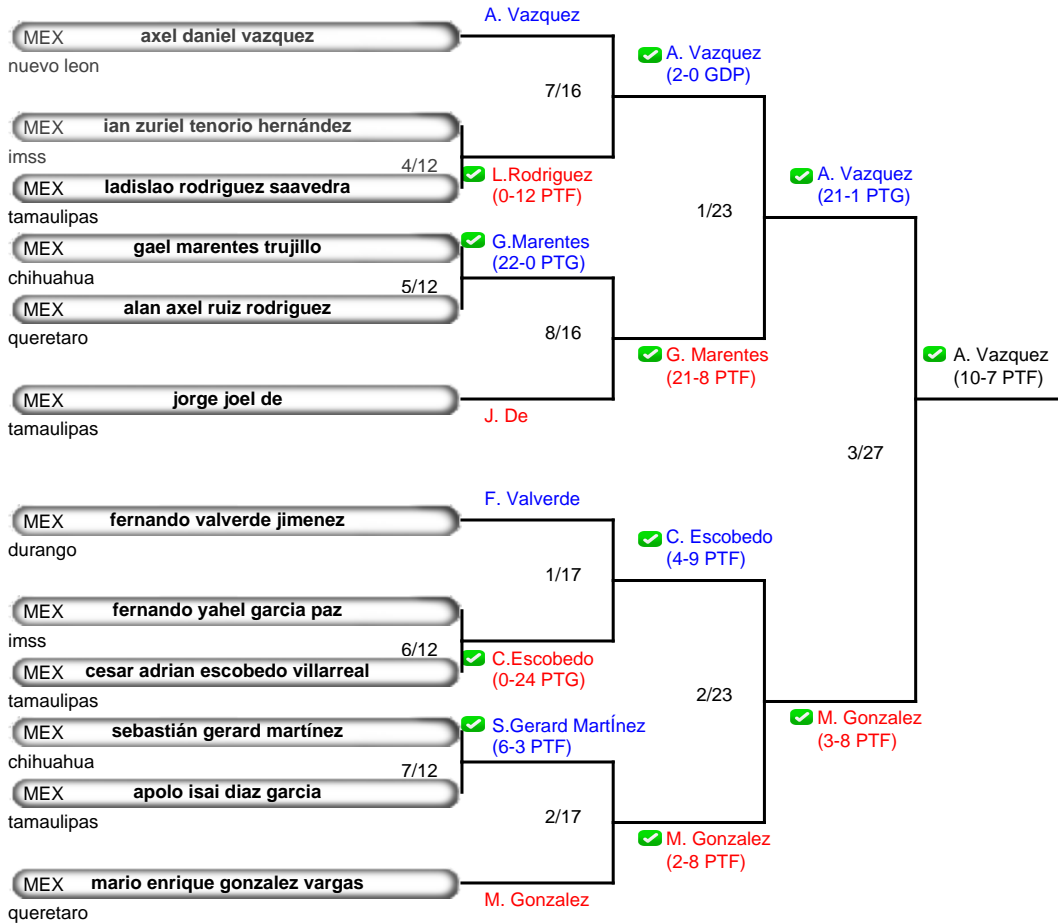 A. Vazquez
MEX axel daniel vazquez
nuevo leon
A. Vazquez
(2-0 GDP)
7/16
MEX ian zuriel tenorio hernández
imss
4/12
MEX ladislao rodriguez saavedra
tamaulipas
L.Rodriguez
(0-12 PTF)
A. Vazquez
(21-1 PTG)
1/23
MEX gael marentes trujillo
chihuahua
G.Marentes
(22-0 PTG)
5/12
MEX alan axel ruiz rodriguez
queretaro
8/16
G. Marentes
(21-8 PTF)
A. Vazquez
(10-7 PTF)
MEX jorge joel de
tamaulipas
J. De
3/27
F. Valverde
MEX fernando valverde jimenez
durango
C. Escobedo
(4-9 PTF)
1/17
MEX fernando yahel garcia paz
imss
6/12
MEX cesar adrian escobedo villarreal
tamaulipas
C.Escobedo
(0-24 PTG)
2/23
MEX sebastián gerard martínez
chihuahua
S.Gerard MartÍnez
(6-3 PTF)
M. Gonzalez
(3-8 PTF)
7/12
MEX apolo isai diaz garcia
tamaulipas
2/17
M. Gonzalez
(2-8 PTF)
MEX mario enrique gonzalez vargas
queretaro
M. Gonzalez